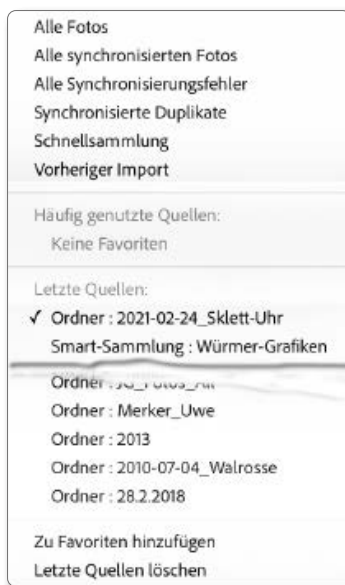 Alle Fotos
Alle synchronisierten Fotos
Alle Synchronisierungsfehler
Synchronisierte Duplikate
Schnellsammlung
Vorheriger Import
Häufig genutzte Quellen:
Keine Favoriten
Letzte Quellen:
✓ Ordner : 2021-02-24_Sklett-Uhr
Smart-Sammlung : Würmer-Grafiken
Ordner :
Ordner : Merker_Uwe
Ordner : 2013
Ordner : 2010-07-04_Walrosse
Ordner : 28.2.2018
Zu Favoriten hinzufügen
Letzte Quellen löschen